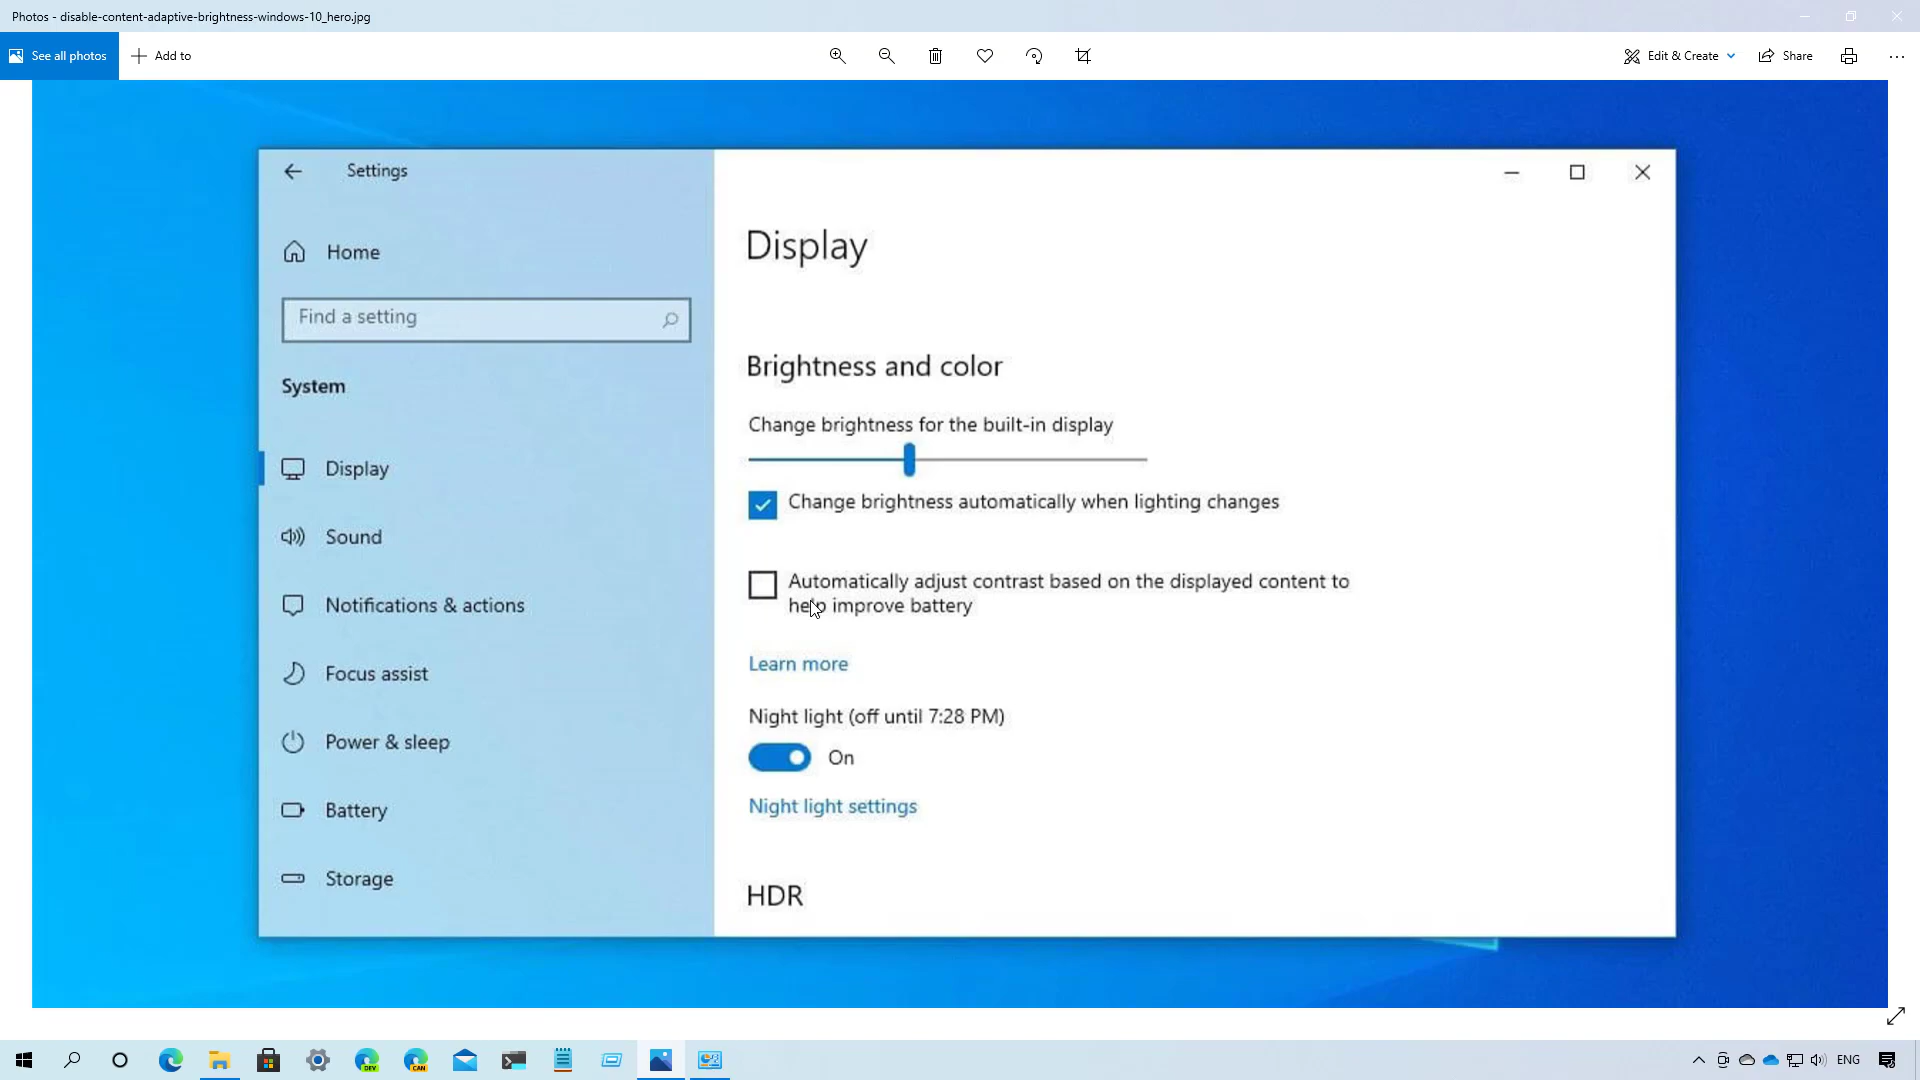 Photos - disable-content-adaptive-brightness-windows-10_hero.jpg
See all photos
Add to
Edit & Create
Share
Settings
Home
Find a setting
System
Display
Sound
Notifications & actions
Focus assist
Power & sleep
Battery
Storage
Display
Brightness and color
Change brightness for the built-in display
Change brightness automatically when lighting changes
Automatically adjust contrast based on the displayed content to
help improve battery
Learn more
Night light (off until 7:28 PM)
On
Night light settings
HDR
DEV
CAN
ENG